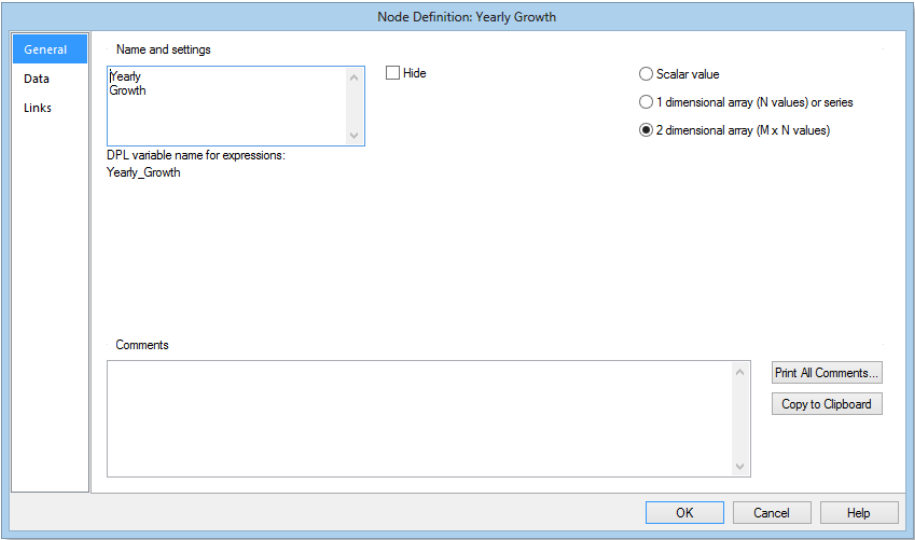 Node Definition: Yearly Growth
General
Data
Links
Name and settings
Yearly
Growth
Hide
Scalar value
1 dimensional array (N values) or series
2 dimensional array (M x N values)
DPL variable name for expressions:
Yearly_Growth
Comments
Print All Comments...
Copy to Clipboard
OK
Cancel
Help